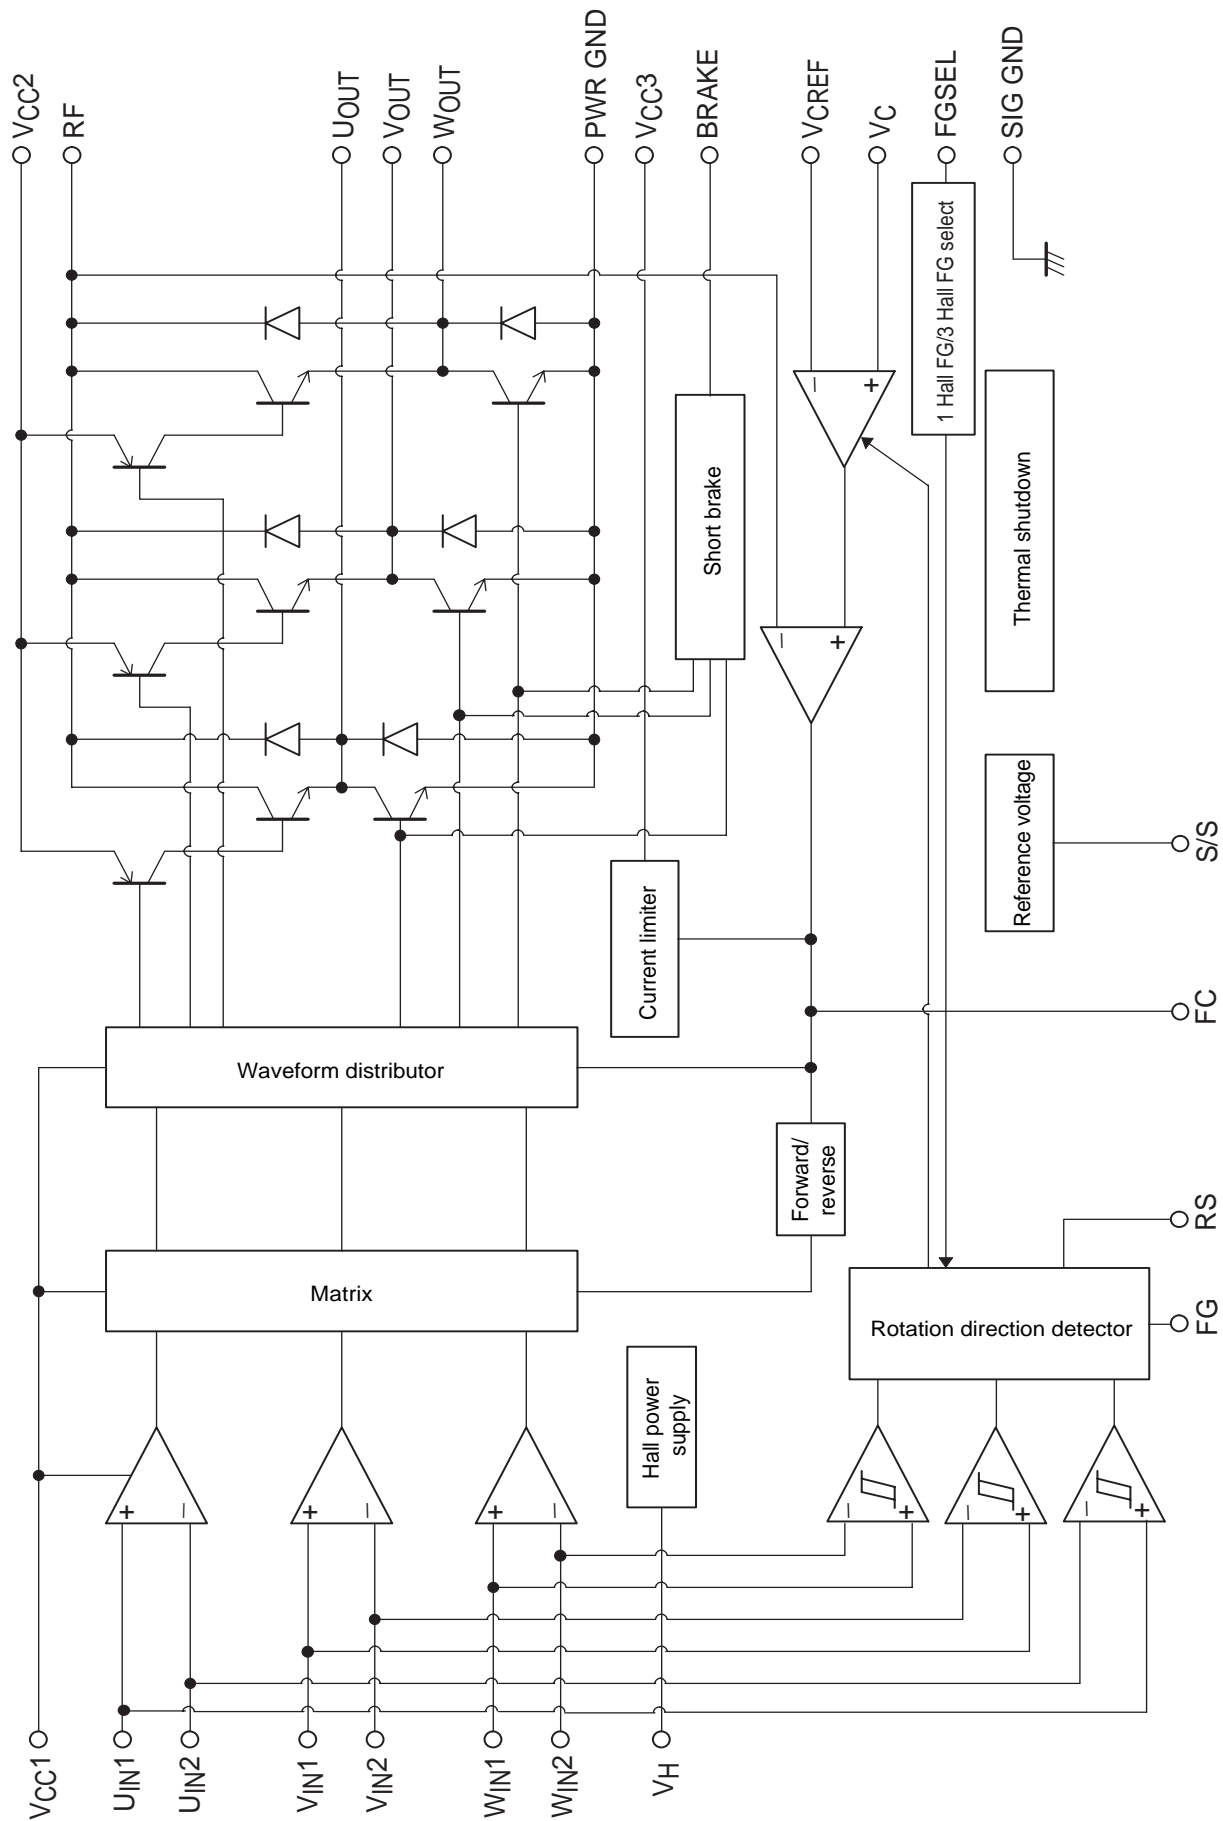 VCC2
RF
UOUT
VOUT
WOUT
PWR GND
VCC3
BRAKE
VCREF
VC
FGSEL
SIG GND
1 Hall FG/3 Hall FG select
Short brake
Thermal shutdown
Current limiter
Reference voltage
S/S
FC
RS
FG
Waveform distributor
Forward/
reverse
Matrix
Rotation direction detector
Hall power
supply
+
−
+
−
+
−
−
+
−
+
−
+
−
+
−
+
VCC1
UIN1
UIN2
VIN1
VIN2
WIN1
WIN2
VH